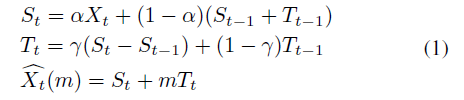 S_t = αX_t + (1 − α)(S_{t−1} + T_{t−1})
T_t = γ(S_t − S_{t−1}) + (1 − γ)T_{t−1} (1)
\widehat{X_t}(m) = S_t + mT_t